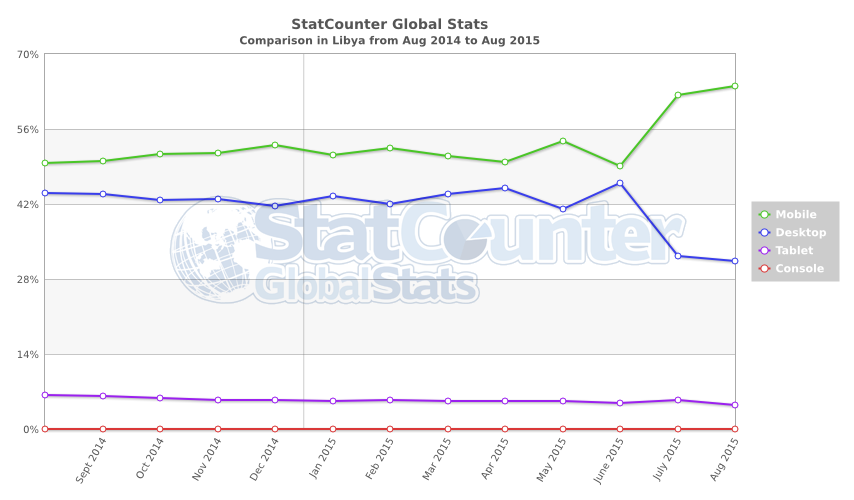 StatCounter Global Stats
Comparison in Libya from Aug 2014 to Aug 2015
70%
56%
42%
28%
14%
0%
StatCounter
GlobalStats
Mobile
Desktop
Tablet
Console
Sept 2014
Oct 2014
Nov 2014
Dec 2014
Jan 2015
Feb 2015
Mar 2015
Apr 2015
May 2015
June 2015
July 2015
Aug 2015